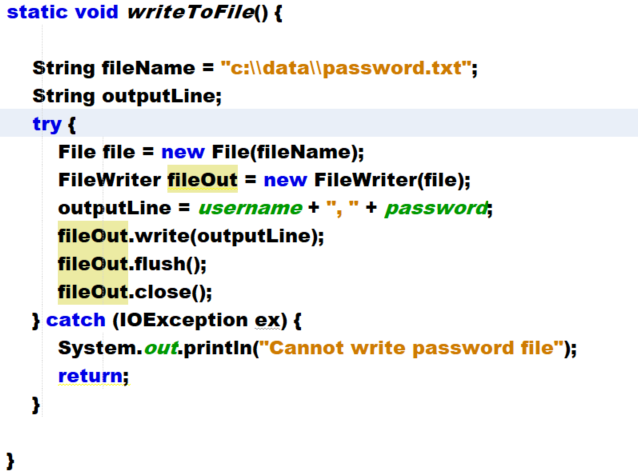 static void writeToFile() {
String fileName = "c:\\data\\password.txt";
String outputLine;
try {
File file = new File(fileName);
FileWriter fileOut = new FileWriter(file);
outputLine = username + ", " + password;
fileOut.write(outputLine);
fileOut.flush();
fileOut.close();
} catch (IOException ex) {
System.out.println("Cannot write password file");
return;
}
}